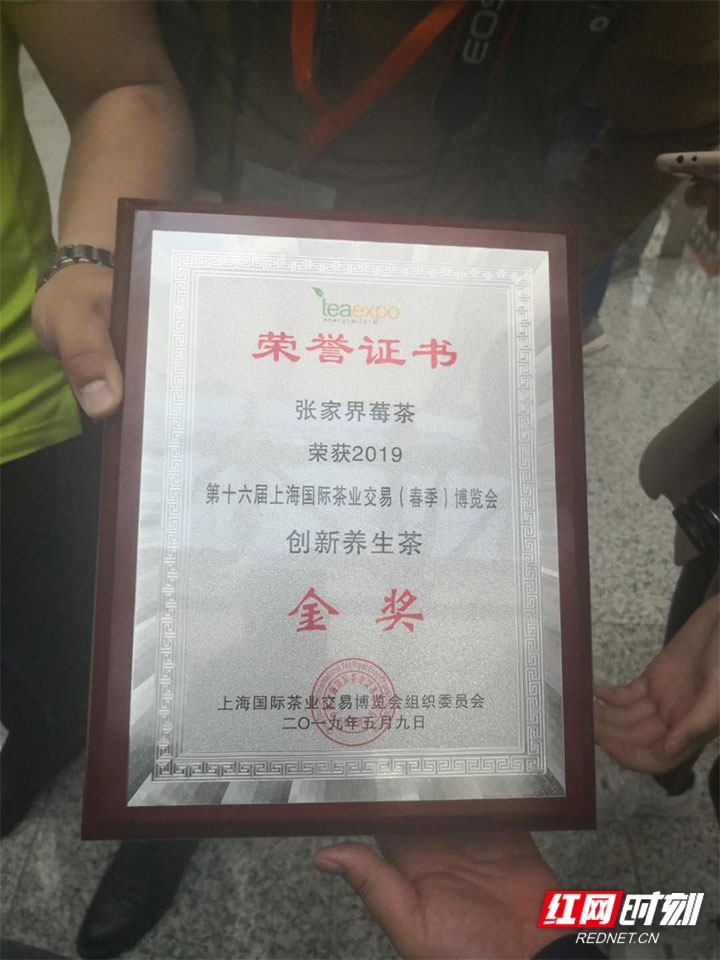 EOS
teaexpo
荣誉证书
张家界莓茶
荣获2019
第十六届上海国际茶业交易（春季）博览会
创新养生茶
金奖
上海国际茶业交易博览会组织委员会
二〇一九年五月九日
红网时刻
REDNET.CN